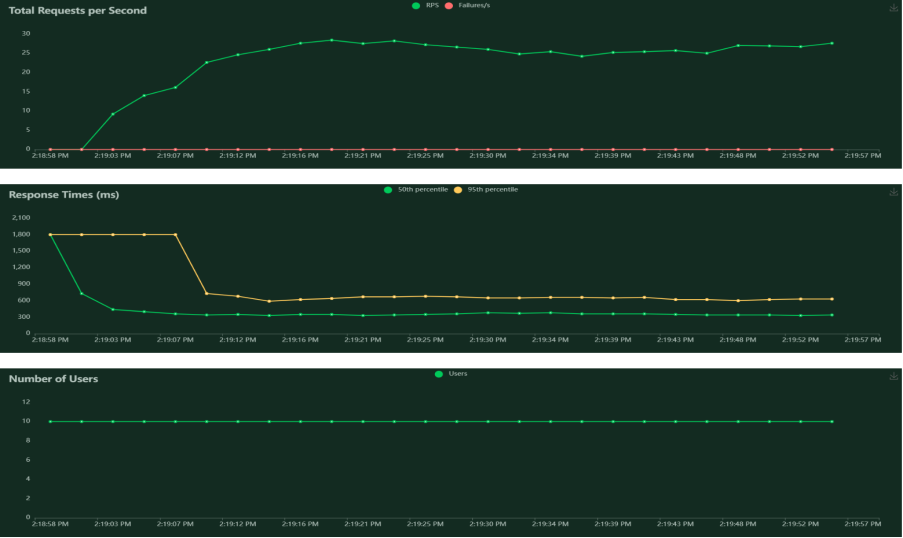 Total Requests per Second
RPS Failures/s
30
25
20
15
10
5
0
2:18:58 PM 2:19:03 PM 2:19:07 PM 2:19:12 PM 2:19:16 PM 2:19:21 PM 2:19:25 PM 2:19:30 PM 2:19:34 PM 2:19:39 PM 2:19:43 PM 2:19:48 PM 2:19:52 PM 2:19:57 PM
Response Times (ms)
50th percentile 95th percentile
2,100
1,800
1,500
1,200
900
600
300
0
2:18:58 PM 2:19:03 PM 2:19:07 PM 2:19:12 PM 2:19:16 PM 2:19:21 PM 2:19:25 PM 2:19:30 PM 2:19:34 PM 2:19:39 PM 2:19:43 PM 2:19:48 PM 2:19:52 PM 2:19:57 PM
Number of Users
Users
12
10
8
6
4
2
0
2:18:58 PM 2:19:03 PM 2:19:07 PM 2:19:12 PM 2:19:16 PM 2:19:21 PM 2:19:25 PM 2:19:30 PM 2:19:34 PM 2:19:39 PM 2:19:43 PM 2:19:48 PM 2:19:52 PM 2:19:57 PM